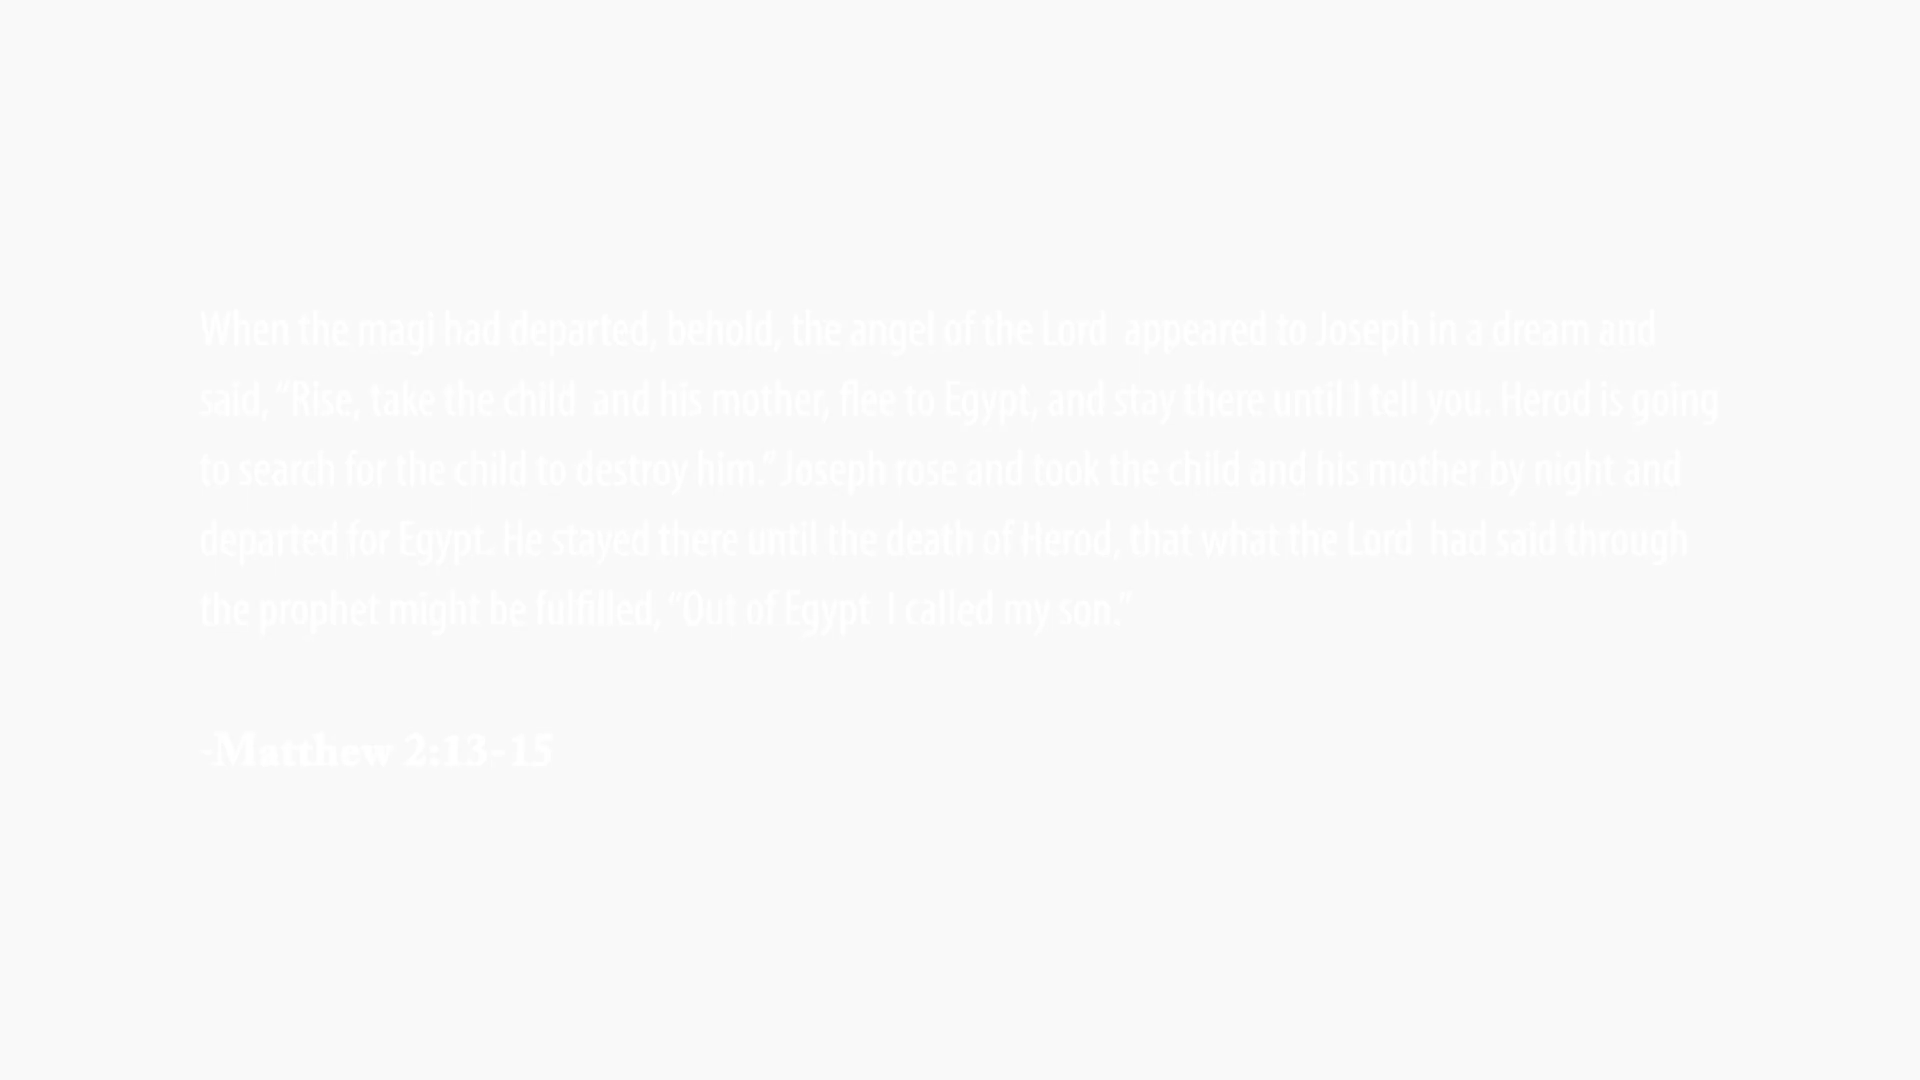 When the magi had departed, behold, the angel of the Lord appeared to Joseph in a dream and
said, “Rise, take the child and his mother, flee to Egypt, and stay there until I tell you. Herod is going
to search for the child to destroy him.” Joseph rose and took the child and his mother by night and
departed for Egypt. He stayed there until the death of Herod, that what the Lord had said through
the prophet might be fulfilled, “Out of Egypt I called my son.”
-Matthew 2:13-15